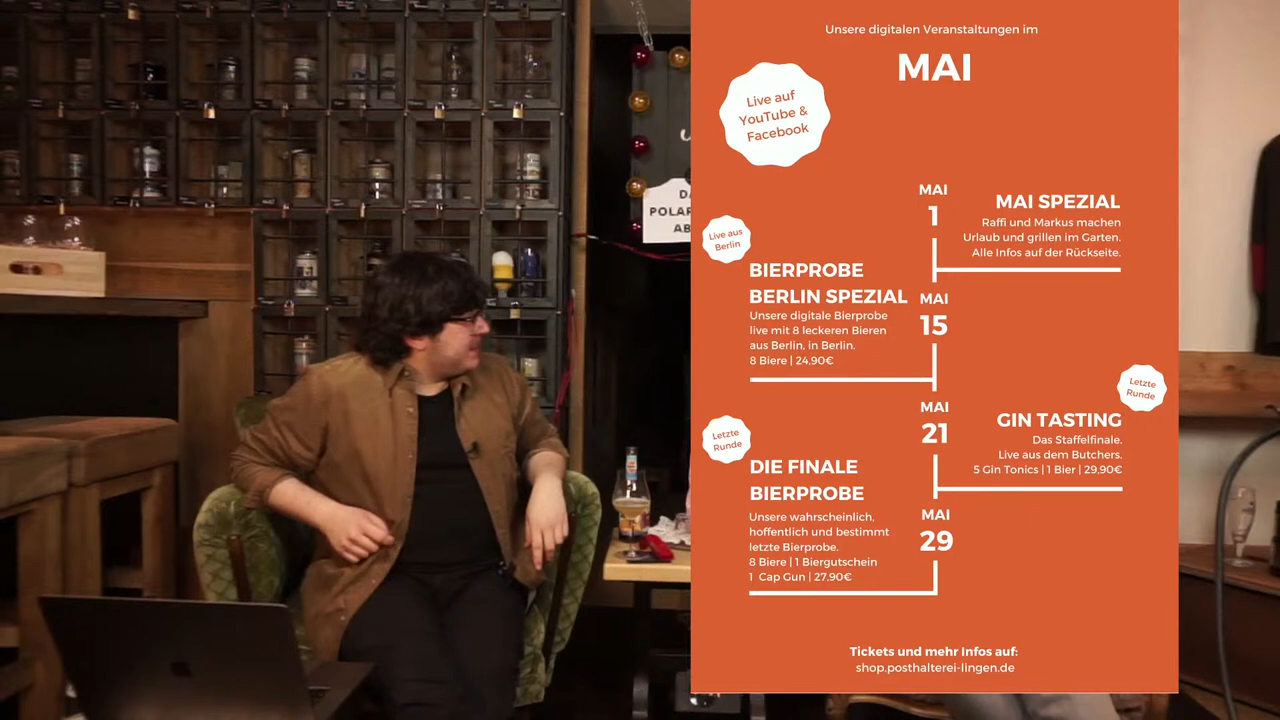 Unsere digitalen Veranstaltungen im
MAI
Live auf
YouTube &
Facebook
MAI
1
MAI SPEZIAL
Raffi und Markus machen
Urlaub und grillen im Garten.
Alle Infos auf der Rückseite.
Live aus
Berlin
BIERPROBE
BERLIN SPEZIAL
Unsere digitale Bierprobe
live mit 8 leckeren Bieren
aus Berlin, in Berlin.
8 Biere | 24,90€
MAI
15
MAI
21
Letzte
Runde
GIN TASTING
Das Staffelfinale.
Live aus dem Butchers.
5 Gin Tonics | 1 Bier | 29,90€
Letzte
Runde
DIE FINALE
BIERPROBE
Unsere wahrscheinlich,
hoffentlich und bestimmt
letzte Bierprobe.
8 Biere | 1 Biergutschein
1 Cap Gun | 27,90€
MAI
29
Tickets und mehr Infos auf:
shop.posthalterei-lingen.de
POLAR
AB